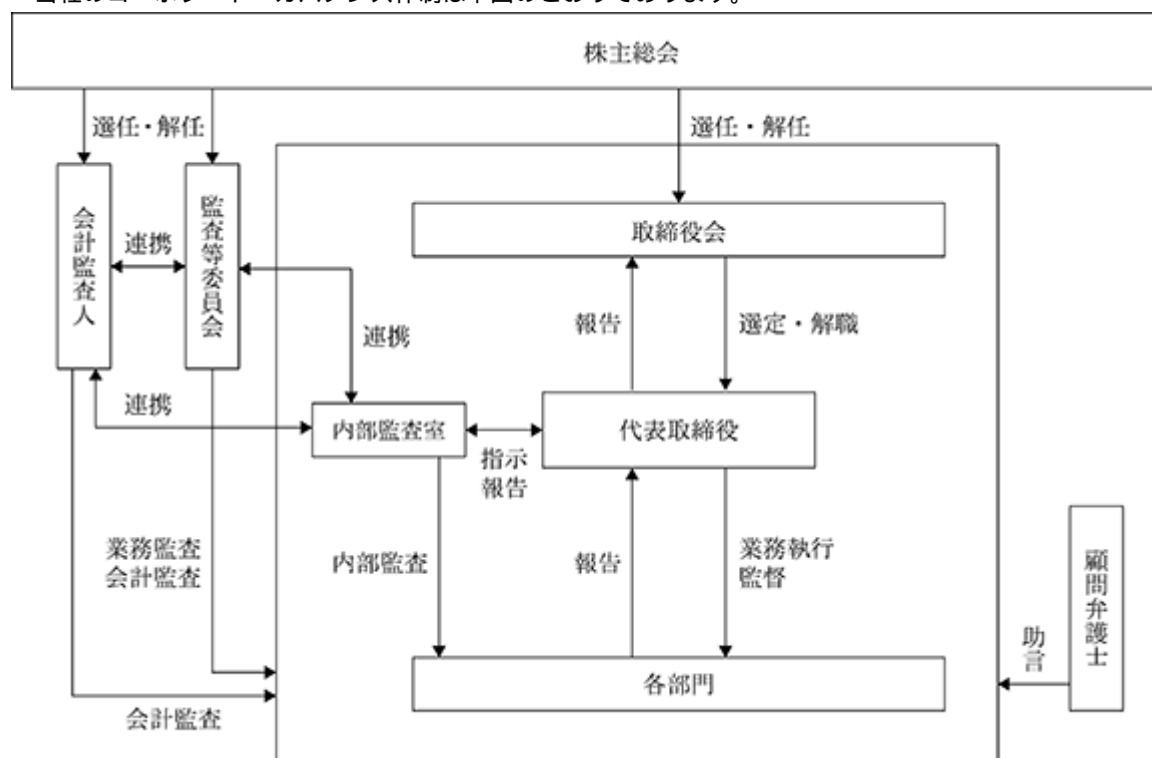 株主総会
選任・解任
選任・解任
会計監査人
連携
監査等委員会
取締役会
報告
選定・解職
連携
連携
内部監査室
指示
報告
代表取締役
業務監査
会計監査
内部監査
報告
業務執行
監督
顧問弁護士
助言
各部門
会計監査